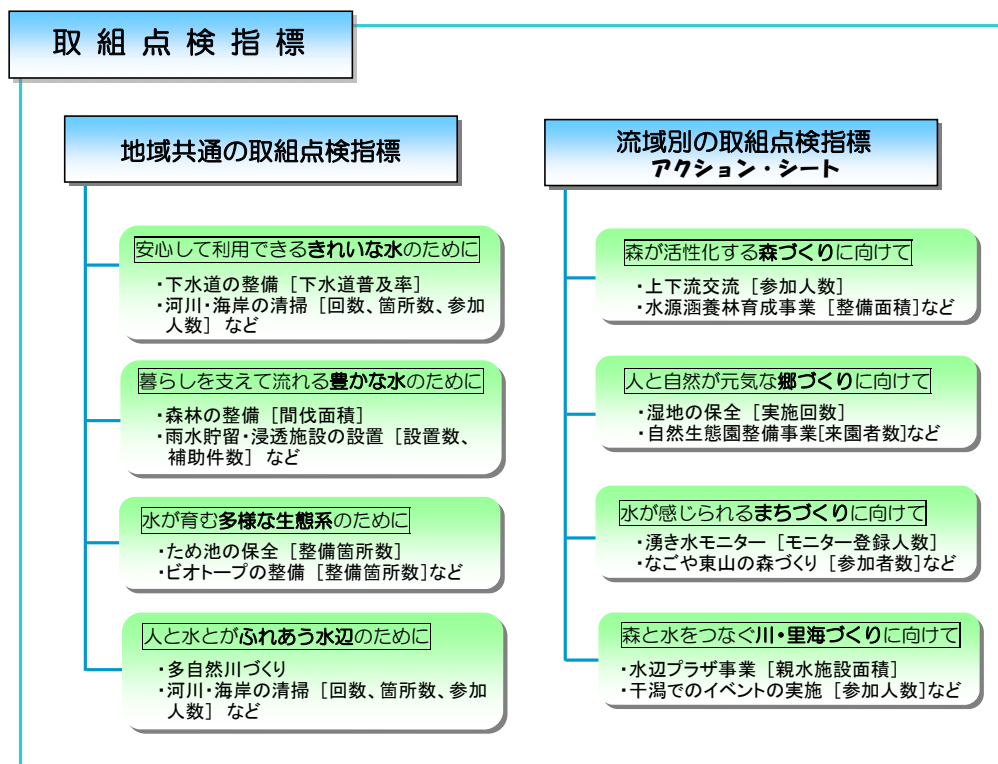 取組点検指標
地域共通の取組点検指標
安心して利用できるきれいな水のために
・下水道の整備［下水道普及率］
・河川・海岸の清掃［回数、箇所数、参加
人数］など
暮らしを支えて流れる豊かな水のために
・森林の整備［間伐面積］
・雨水貯留・浸透施設の設置［設置数、
補助件数］など
水が育む多様な生態系のために
・ため池の保全［整備箇所数］
・ビオトープの整備［整備箇所数］など
人と水とがふれあう水辺のために
・多自然川づくり
・河川・海岸の清掃［回数、箇所数、参加
人数］など
流域別の取組点検指標
アクション・シート
森が活性化する森づくりに向けて
・上下流交流［参加人数］
・水源涵養林育成事業［整備面積］など
人と自然が元気な郷づくりに向けて
・湿地の保全［実施回数］
・自然生態園整備事業[来園者数]など
水が感じられるまちづくりに向けて
・湧き水モニター［モニター登録人数］
・なごや東山の森づくり［参加者数］など
森と水をつなぐ川・里海づくりに向けて
・水辺プラザ事業［親水施設面積］
・干潟でのイベントの実施［参加人数］など